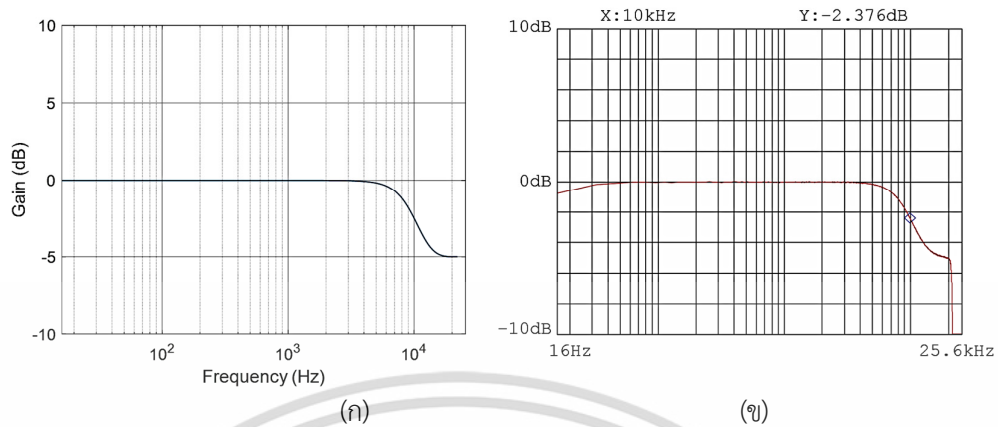 X:10kHz Y:-2.376dB
10
5
0
-5
-10
Gain (dB)
10²
10³
10⁴
Frequency (Hz)
10dB
0dB
-10dB
16Hz 25.6kHz
(ก) (ข)